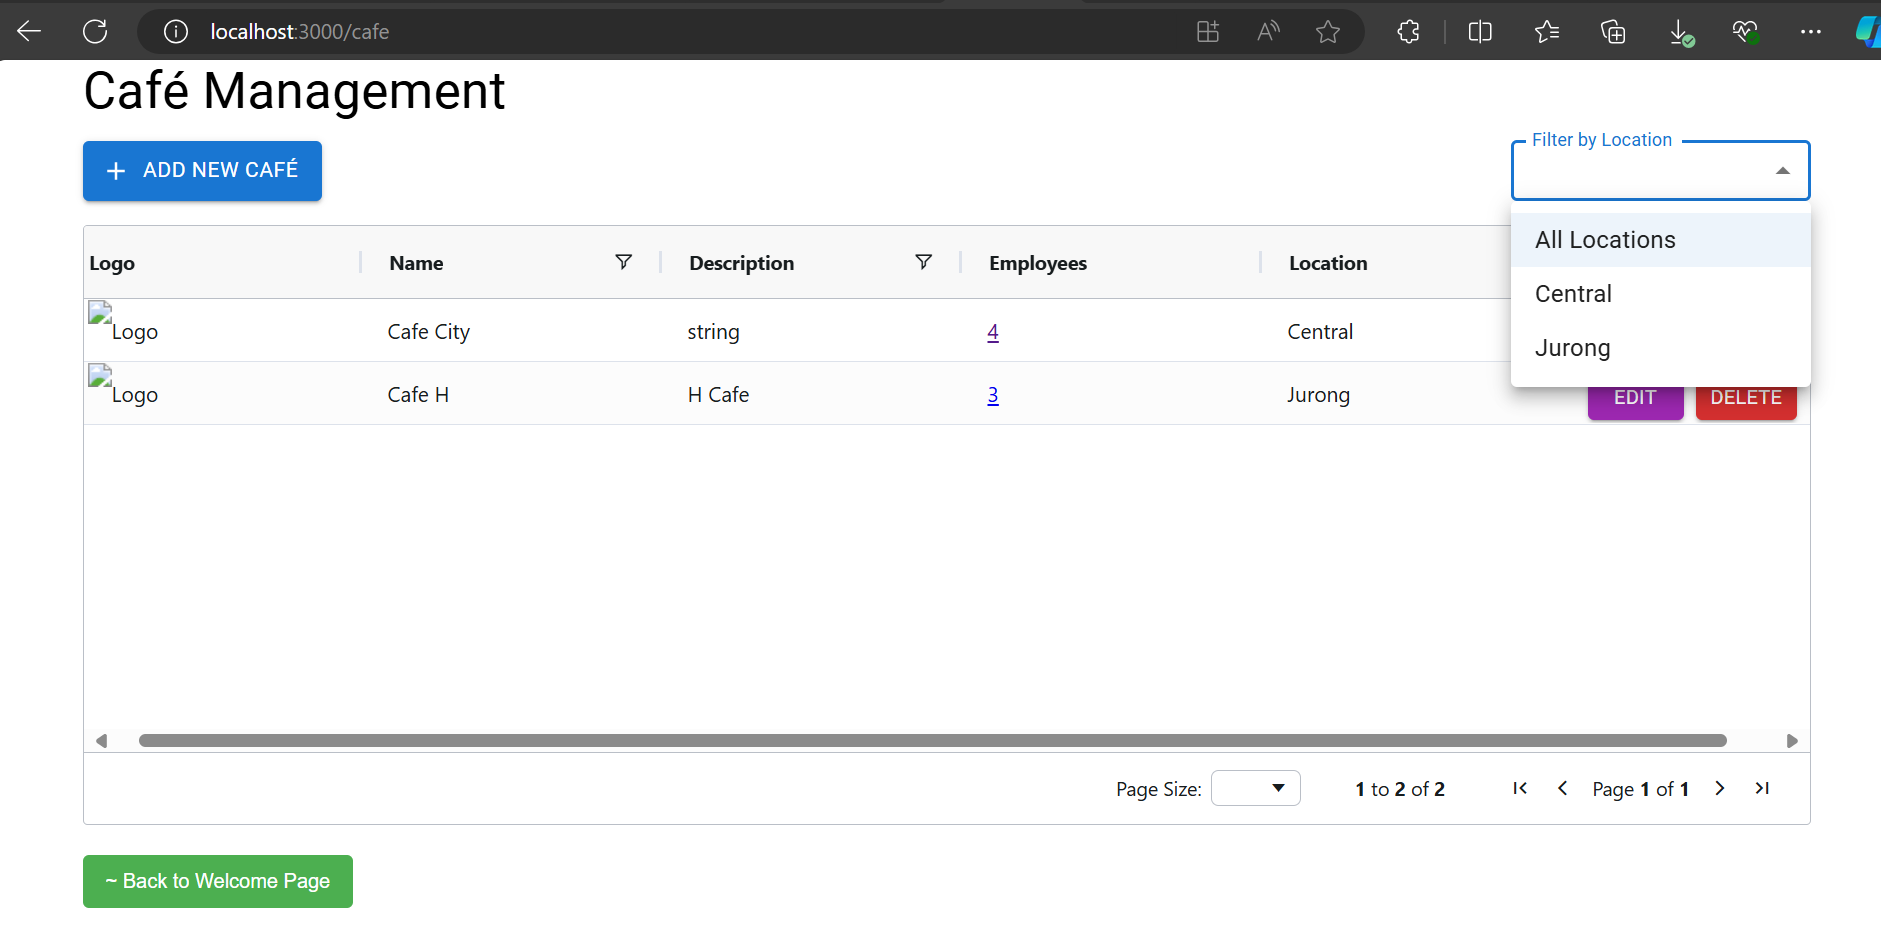 localhost:3000/cafe
Café Management
+ ADD NEW CAFÉ
Filter by Location
All Locations
Central
Jurong
Logo Name Description Employees Location
Logo Cafe City string 4 Central
Logo Cafe H H Cafe 3 Jurong EDIT DELETE
Page Size: 1 to 2 of 2 Page 1 of 1
~ Back to Welcome Page